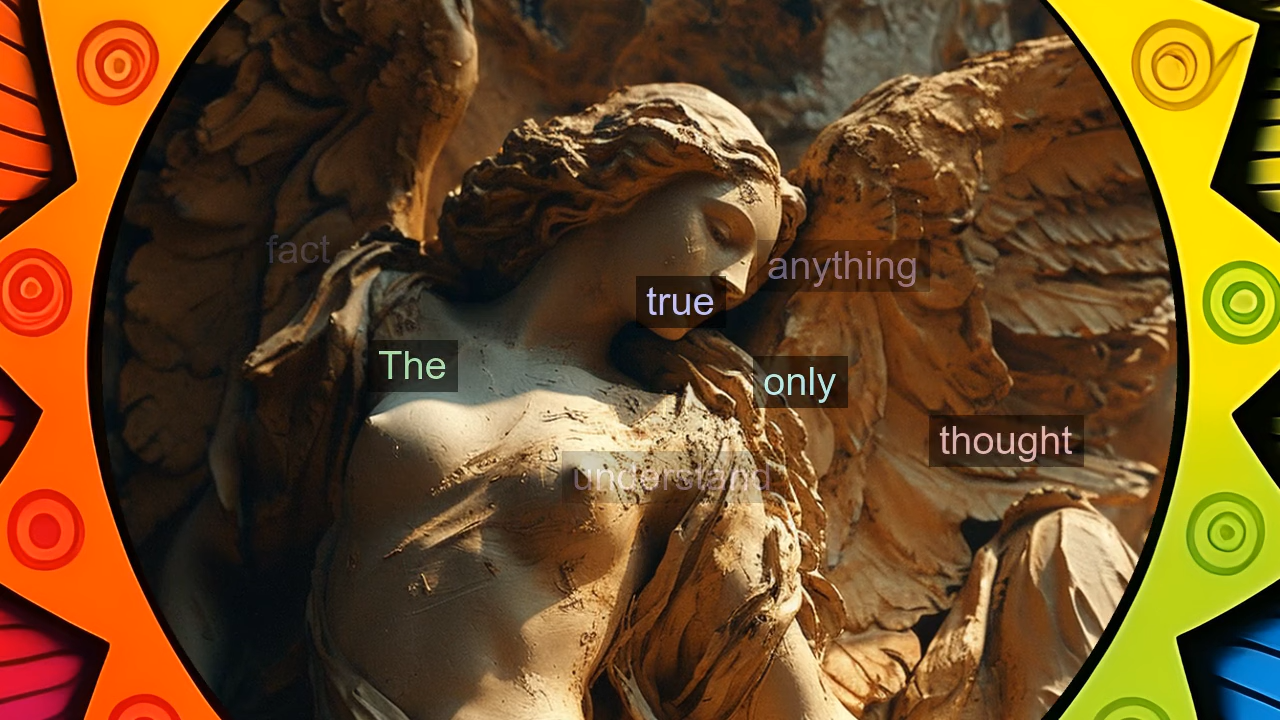 fact anything
true
The only
thought
understand